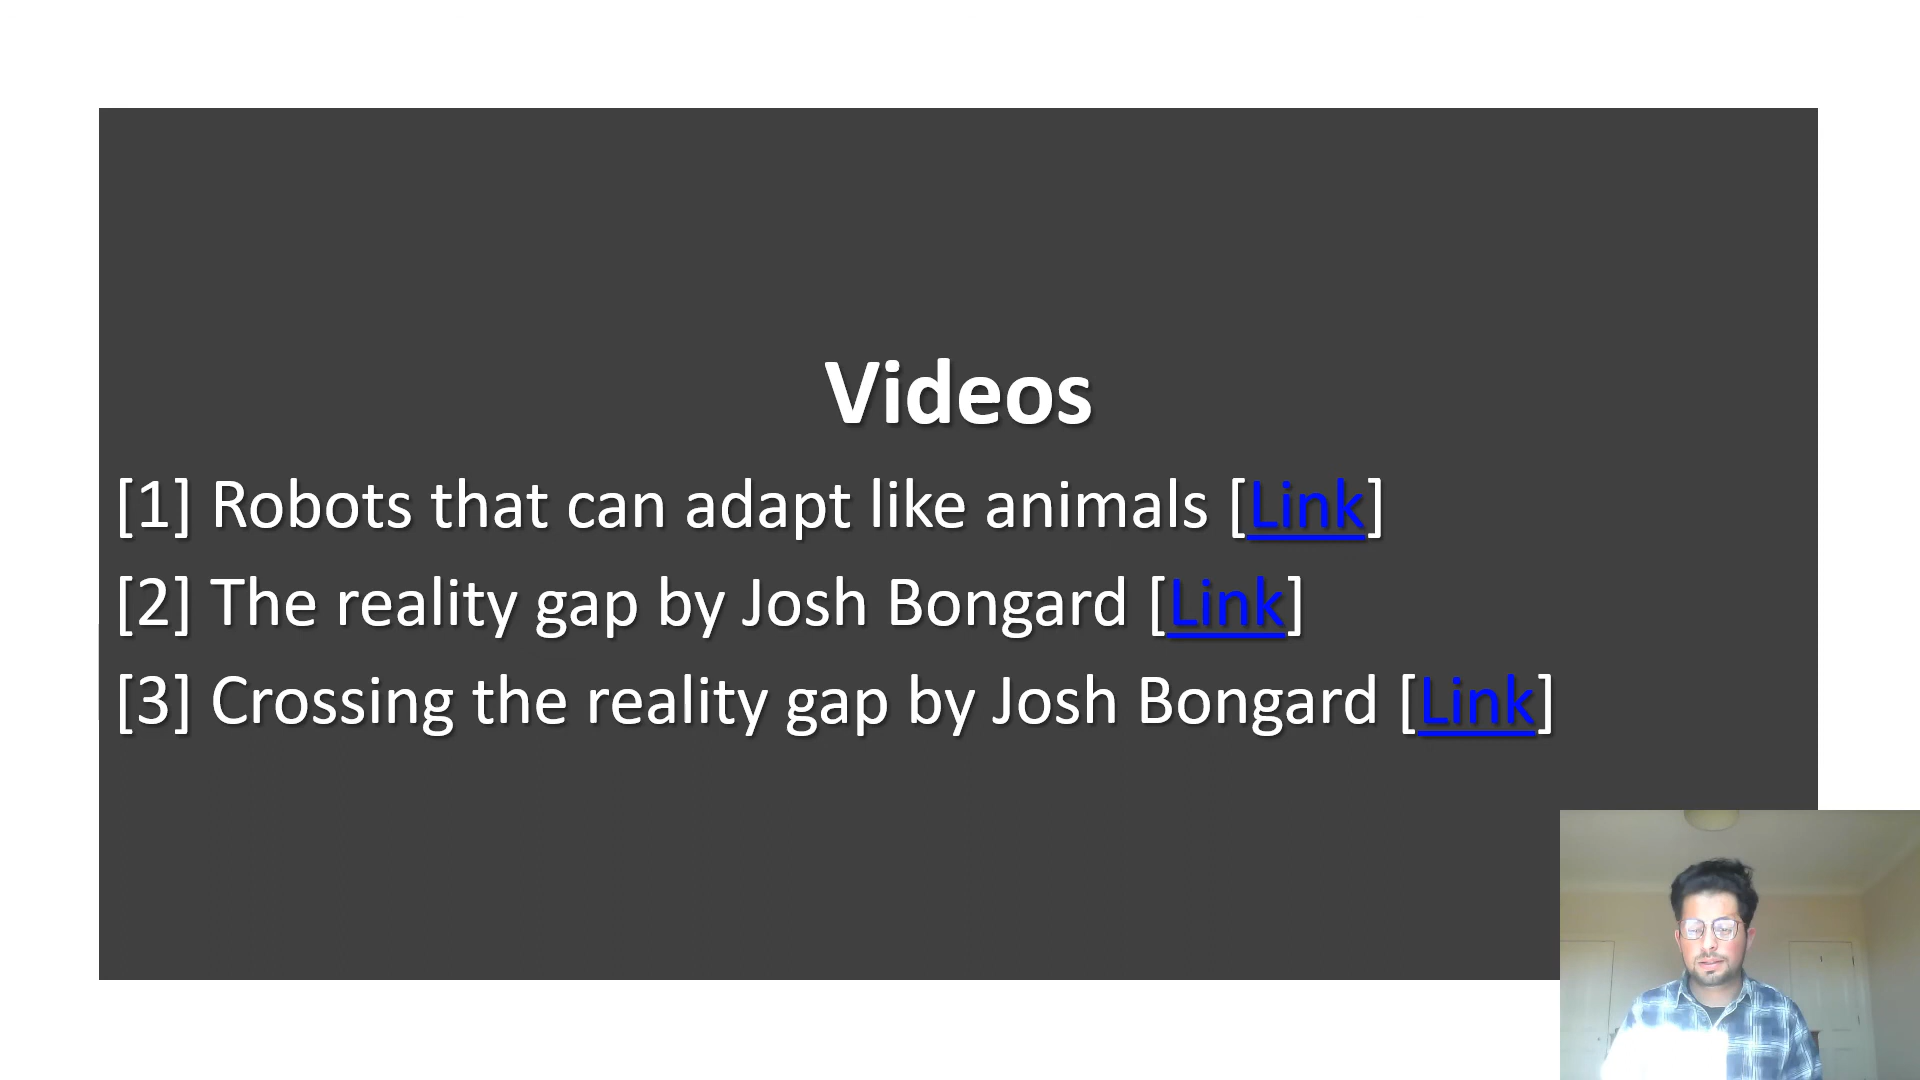 Videos
[1] Robots that can adapt like animals [Link]
[2] The reality gap by Josh Bongard [Link]
[3] Crossing the reality gap by Josh Bongard [Link]